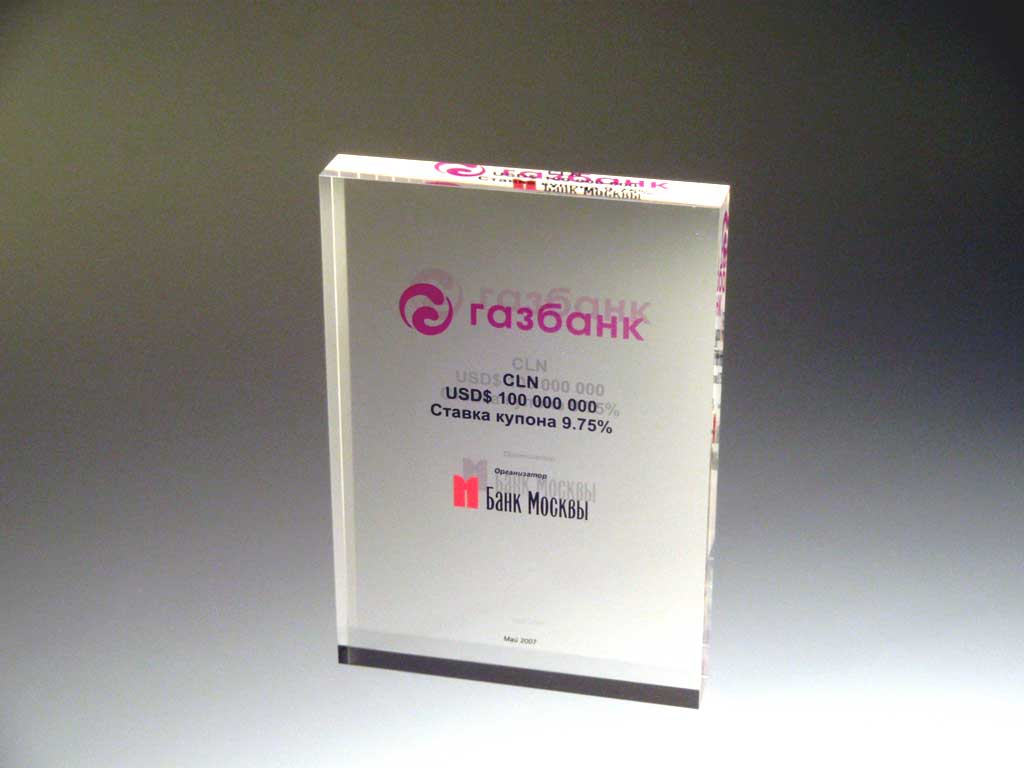 газбанк
CLN
USD$ 100 000 000
Ставка купона 9.75%
Организатор
Банк Москвы
Май 2007